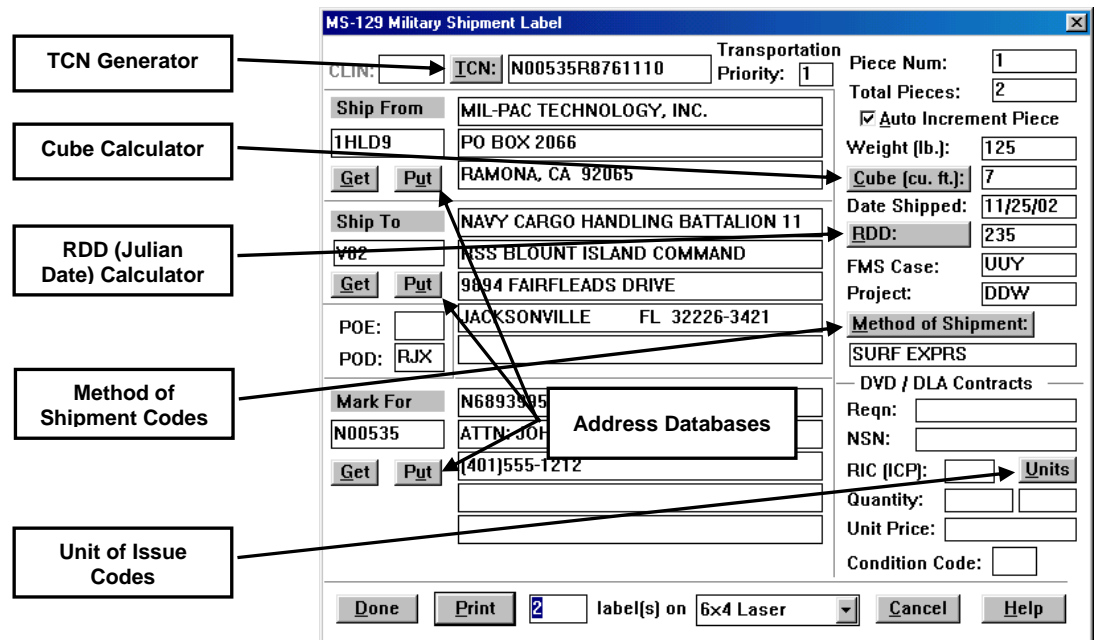 MS-129 Military Shipment Label
TCN Generator
Cube Calculator
RDD (Julian
Date) Calculator
Method of
Shipment Codes
Unit of Issue
Codes
CLIN:
TCN: N00535R8761110
Transportation
Priority: 1
Ship From
MIL-PAC TECHNOLOGY, INC.
1HLD9
PO BOX 2066
Get Put
RAMONA, CA 92065
Ship To
NAVY CARGO HANDLING BATTALION 11
V82
NSS BLOUNT ISLAND COMMAND
Get Put
9894 FAIRFLEADS DRIVE
JACKSONVILLE FL 32226-3421
POE:
POD: RJX
Mark For
N00535
ATTN:
Get Put
(401)555-1212
Address Databases
Piece Num: 1
Total Pieces: 2
Auto Increment Piece
Weight (lb.): 125
Cube (cu. ft.): 7
Date Shipped: 11/25/02
RDD: 235
FMS Case: UUY
Project: DDW
Method of Shipment:
SURF EXPRS
DVD / DLA Contracts
Reqn:
NSN:
RIC (ICP): Units
Quantity:
Unit Price:
Condition Code:
Done Print 2 label(s) on 6x4 Laser Cancel Help